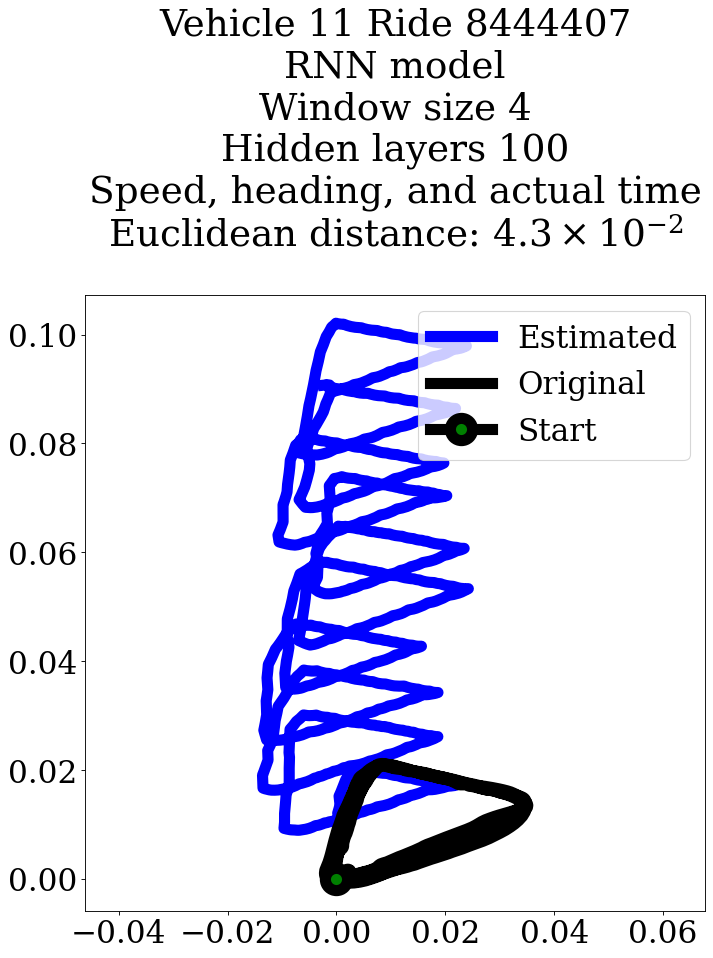 Vehicle 11 Ride 8444407
RNN model
Window size 4
Hidden layers 100
Speed, heading, and actual time
Euclidean distance: 4.3 × 10⁻²
Estimated
Original
Start
0.10
0.08
0.06
0.04
0.02
0.00
−0.04 −0.02 0.00 0.02 0.04 0.06